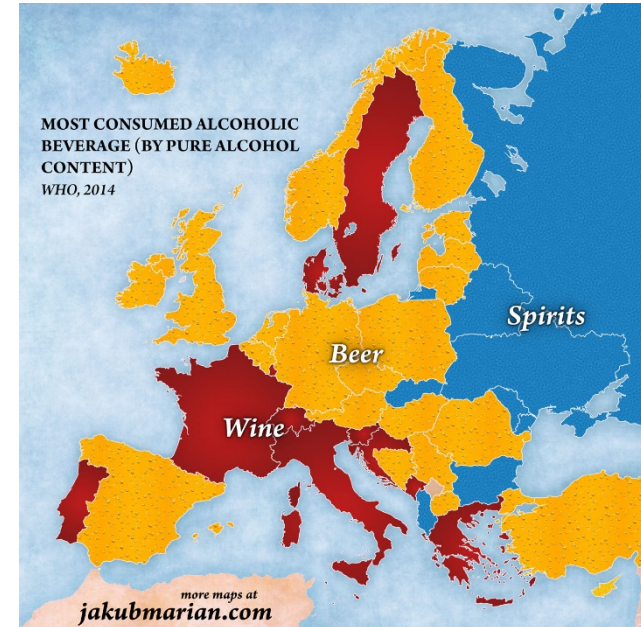 MOST CONSUMED ALCOHOLIC
BEVERAGE (BY PURE ALCOHOL
CONTENT)
WHO, 2014
Spirits
Beer
Wine
more maps at
jakubmarian.com